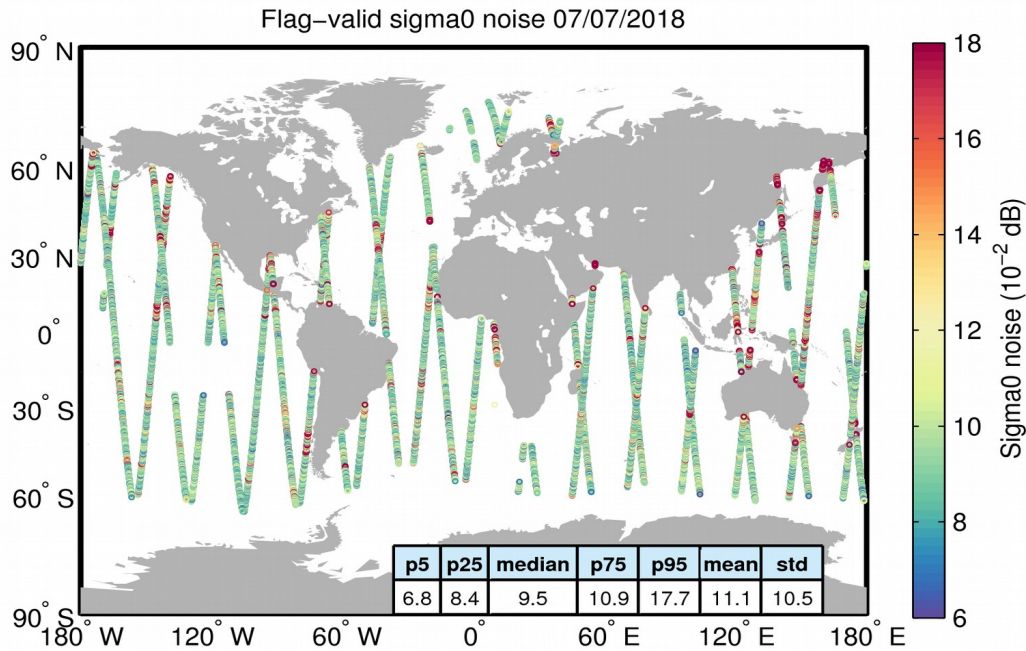 Flag−valid sigma0 noise 07/07/2018
90° N
60° N
30° N
0°
30° S
60° S
90° S
180° W
120° W
60° W
0°
60° E
120° E
180° E
p5 p25 median p75 p95 mean std
6.8 8.4 9.5 10.9 17.7 11.1 10.5
18
16
14
12
10
8
6
Sigma0 noise (10⁻² dB)